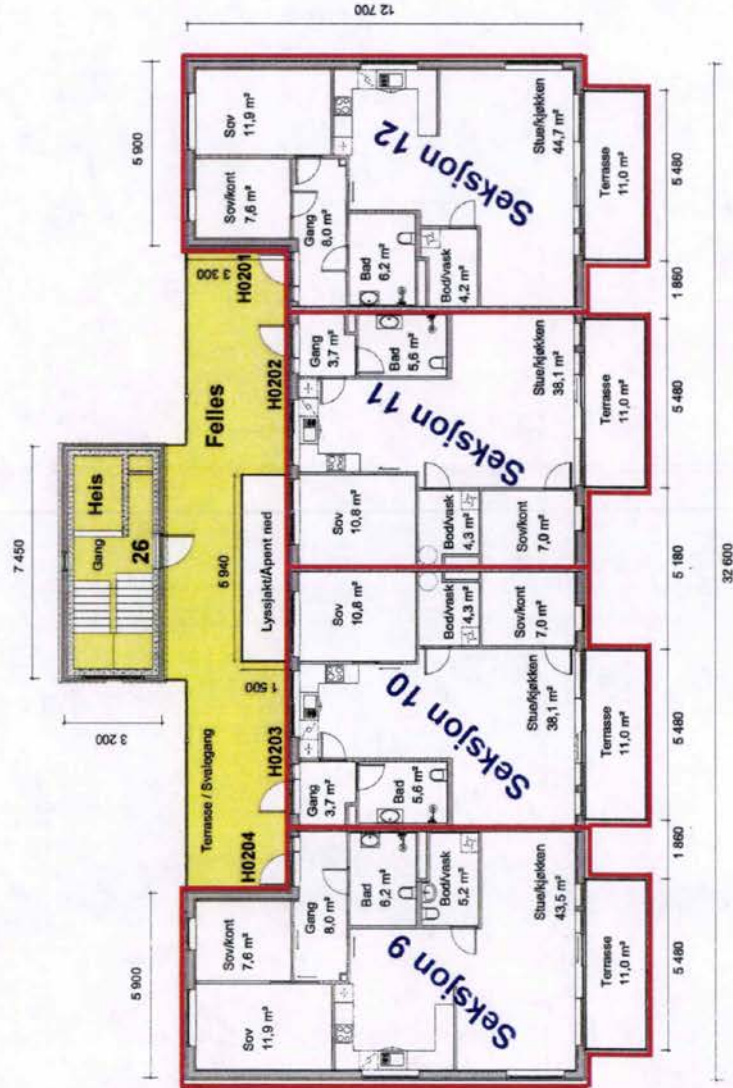 12 700
5 900
Sov
11,9 m²
Sov/kont
7,6 m²
Gang
8,0 m²
Bad
6,2 m²
Bod/vask
4,2 m²
Stue/kjøkken
44,7 m²
Seksjon 12
Terrasse
11,0 m²
5 480
1 860
3 300
H0201
H0202
Felles
7 450
Heis
Gang
26
3 200
5 940
Lyssjakt/Åpent ned
1 500
Terrasse / Svalegang
H0203
H0204
Gang
3,7 m²
Bad
5,6 m²
Stue/kjøkken
38,1 m²
Seksjon 11
Sov
10,8 m²
Bod/vask
4,3 m²
Sov/kont
7,0 m²
Terrasse
11,0 m²
5 480
5 180
32 600
Sov
10,8 m²
Bod/vask
4,3 m²
Sov/kont
7,0 m²
Seksjon 10
Stue/kjøkken
38,1 m²
Gang
3,7 m²
Bad
5,6 m²
Terrasse
11,0 m²
5 480
1 860
5 900
Sov/kont
7,6 m²
Sov
11,9 m²
Gang
8,0 m²
Bad
6,2 m²
Bod/vask
5,2 m²
Seksjon 9
Stue/kjøkken
43,5 m²
Terrasse
11,0 m²
5 480